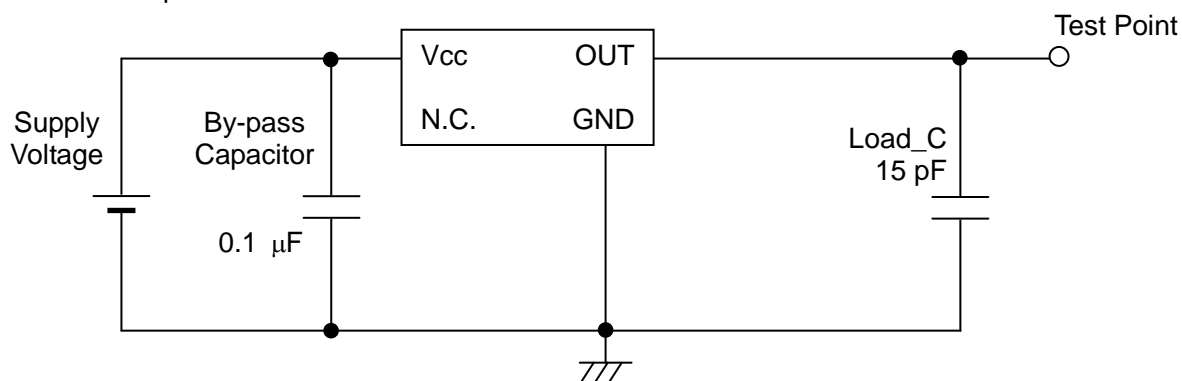 Test Point
Vcc OUT
N.C. GND
Supply
Voltage
By-pass
Capacitor
0.1 μF
Load_C
15 pF